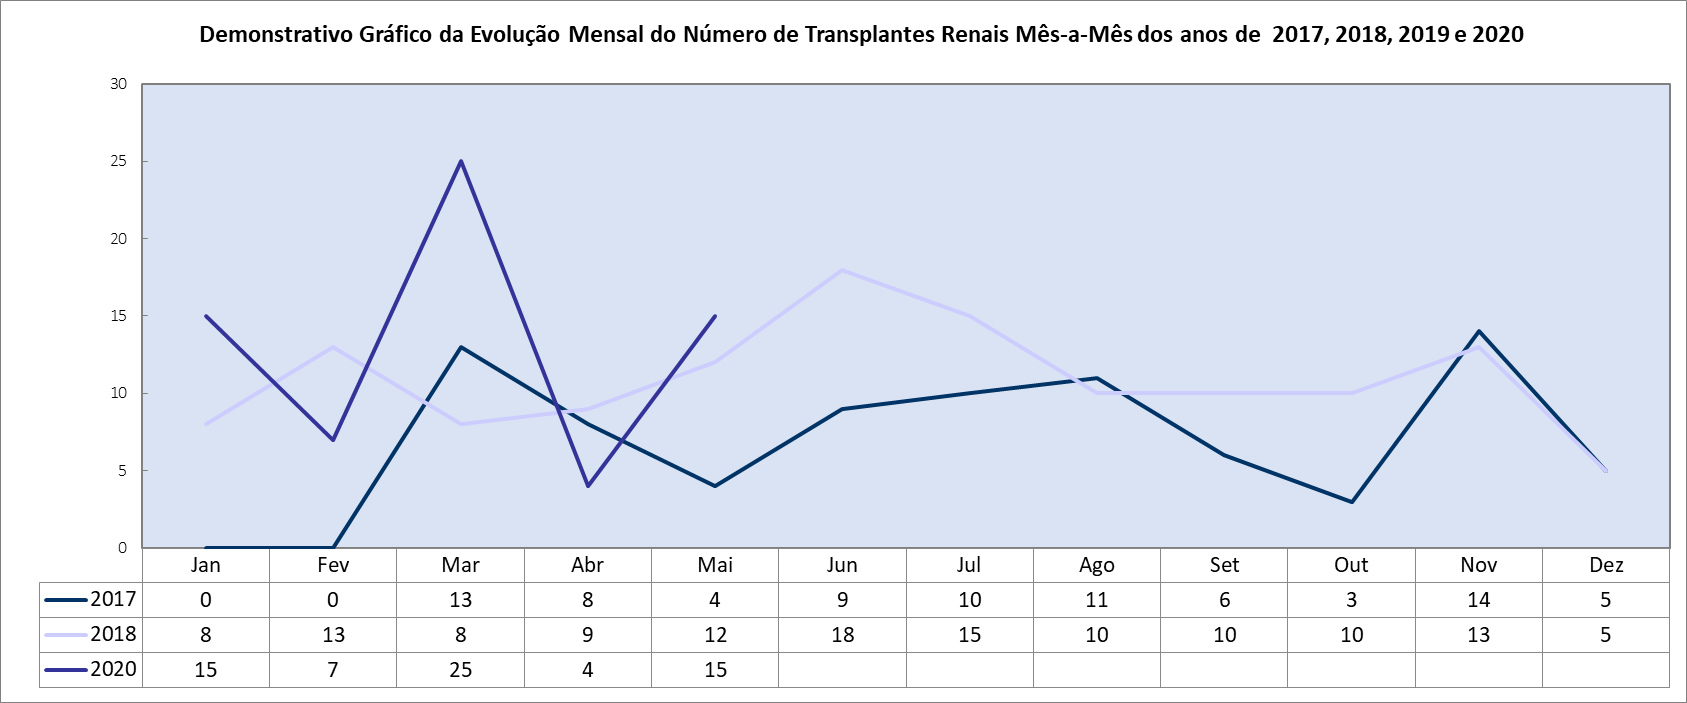 Demonstrativo Gráfico da Evolução Mensal do Número de Transplantes Renais Mês-a-Mês dos anos de 2017, 2018, 2019 e 2020
30
25
20
15
10
5
0
Jan Fev Mar Abr Mai Jun Jul Ago Set Out Nov Dez
2017 0 0 13 8 4 9 10 11 6 3 14 5
2018 8 13 8 9 12 18 15 10 10 10 13 5
2020 15 7 25 4 15